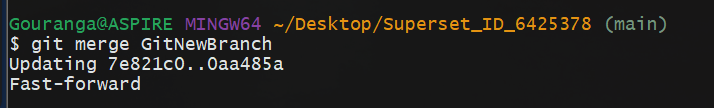 Gouranga@ASPIRE MINGW64 ~/Desktop/Superset_ID_6425378 (main)
$ git merge GitNewBranch
Updating 7e821c0..0aa485a
Fast-forward